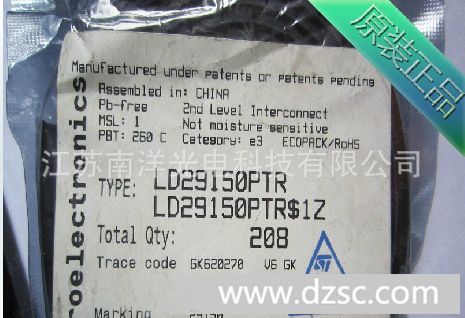 原装正品
roelectronics
Manufactured under patents or patents pending
Assembled in: CHINA
Pb-free 2nd Level Interconnect
MSL: 1 Not moisture sensitive
PBT: 260 C Category: e3 ECOPACK/RoHS
江苏南洋光电科技有限公司
TYPE: LD29150PTR
LD29150PTR$1Z
Total Qty: 208
Trace code GK620270 V6 GK
ST
Marking 29150
www.dzsc.com